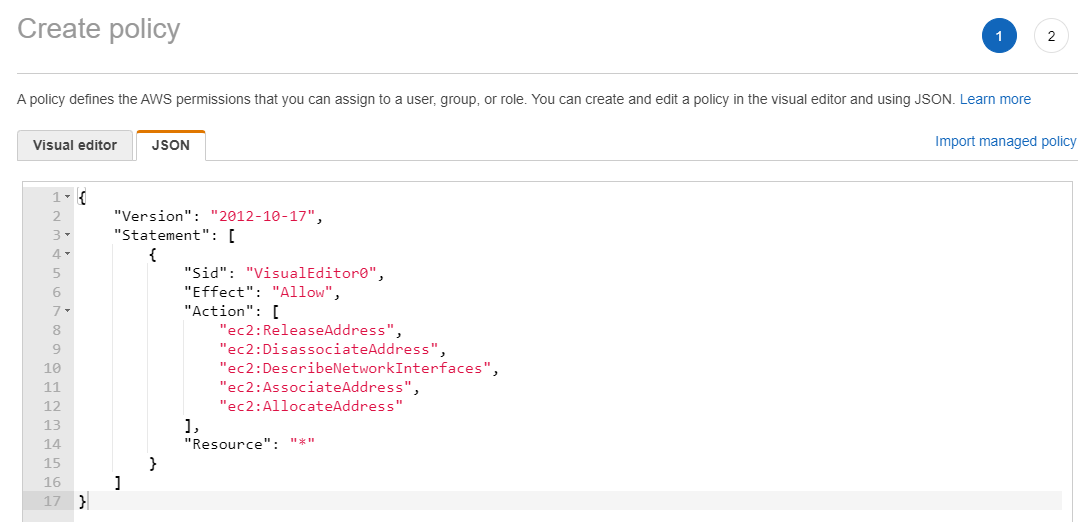 Create policy
1 2
A policy defines the AWS permissions that you can assign to a user, group, or role. You can create and edit a policy in the visual editor and using JSON. Learn more
Visual editor JSON Import managed policy
1 {
2     "Version": "2012-10-17",
3     "Statement": [
4         {
5             "Sid": "VisualEditor0",
6             "Effect": "Allow",
7             "Action": [
8                 "ec2:ReleaseAddress",
9                 "ec2:DisassociateAddress",
10                 "ec2:DescribeNetworkInterfaces",
11                 "ec2:AssociateAddress",
12                 "ec2:AllocateAddress"
13             ],
14             "Resource": "*"
15         }
16     ]
17 }